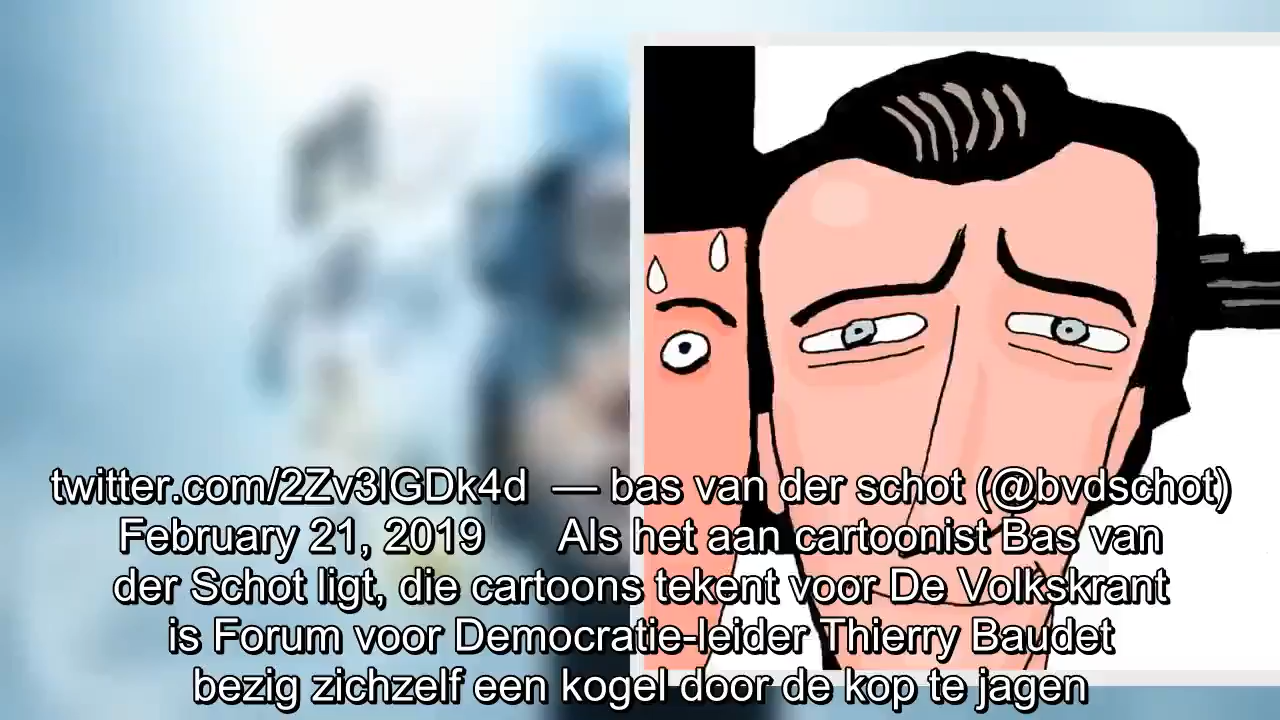 twitter.com/2Zv3lGDk4d — bas van der schot (@bvdschot)
February 21, 2019 Als het aan cartoonist Bas van
der Schot ligt, die cartoons tekent voor De Volkskrant
is Forum voor Democratie-leider Thierry Baudet
bezig zichzelf een kogel door de kop te jagen